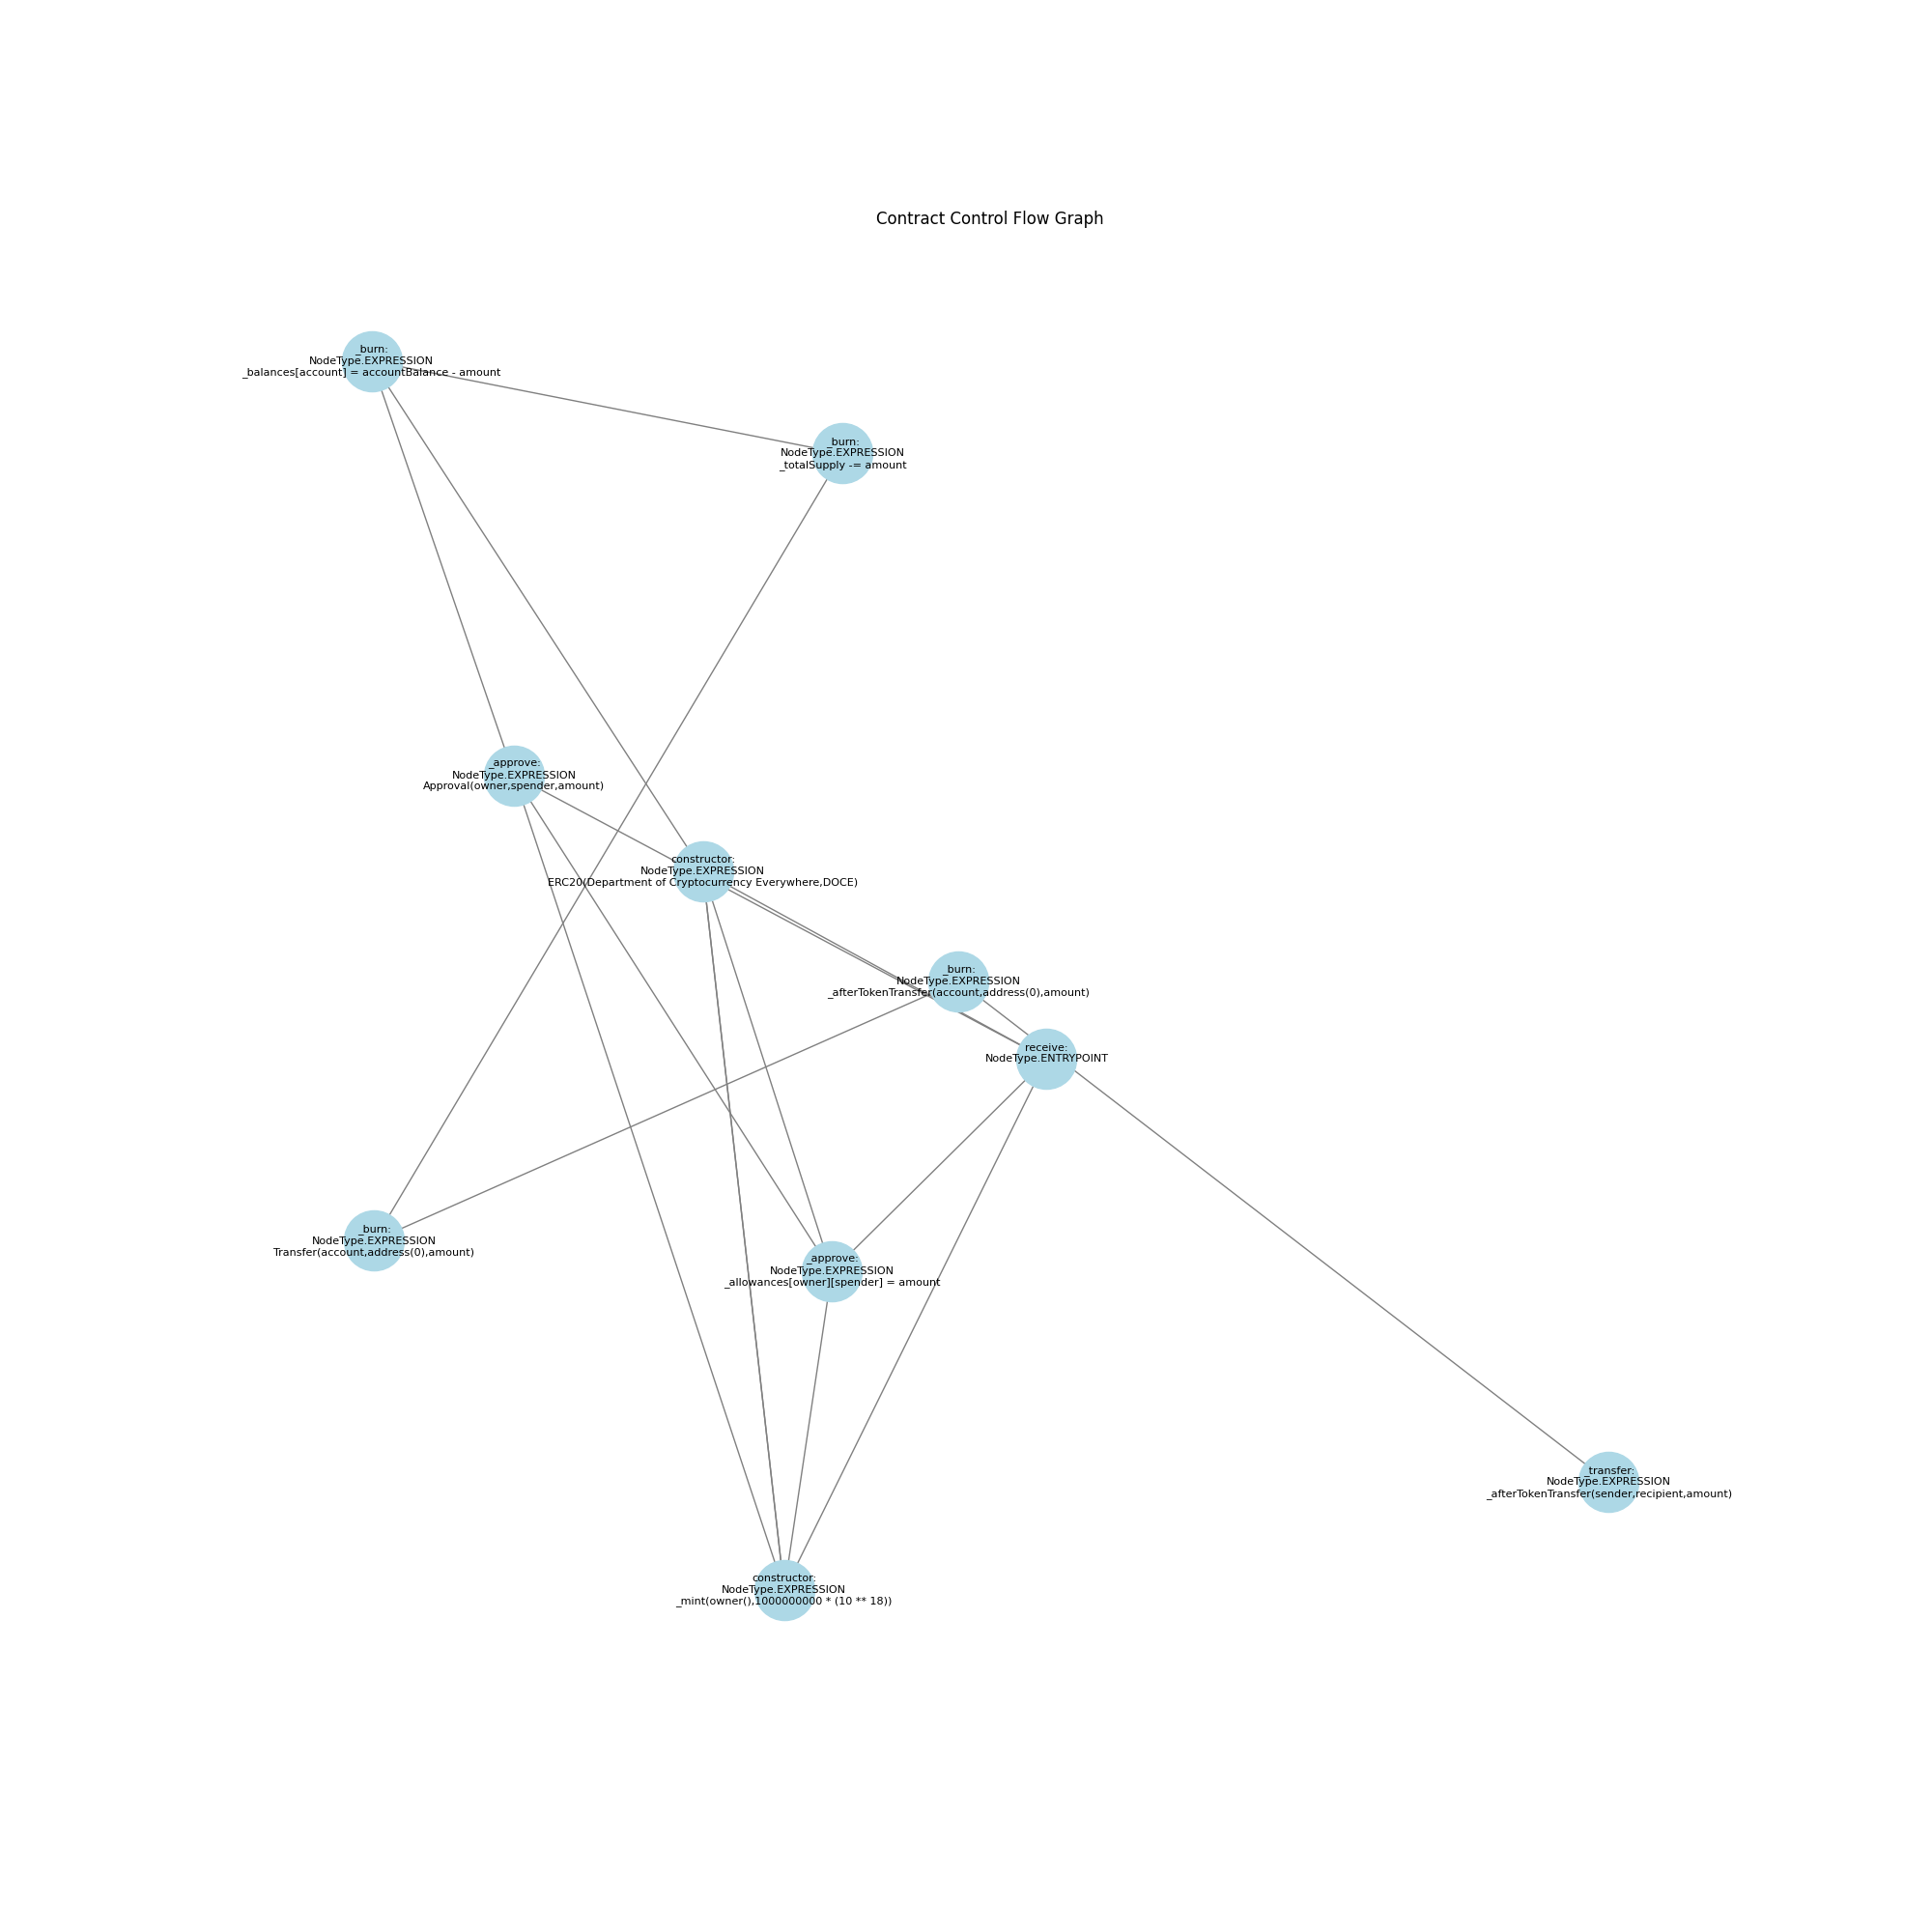 Contract Control Flow Graph
_burn:
NodeType.EXPRESSION
_balances[account] = accountBalance - amount
_burn:
NodeType.EXPRESSION
_totalSupply -= amount
_approve:
NodeType.EXPRESSION
Approval(owner,spender,amount)
constructor:
NodeType.EXPRESSION
ERC20(Department of Cryptocurrency Everywhere,DOCE)
_burn:
NodeType.EXPRESSION
_afterTokenTransfer(account,address(0),amount)
receive:
NodeType.ENTRYPOINT
_burn:
NodeType.EXPRESSION
Transfer(account,address(0),amount)
_approve:
NodeType.EXPRESSION
_allowances[owner][spender] = amount
_transfer:
NodeType.EXPRESSION
_afterTokenTransfer(sender,recipient,amount)
constructor:
NodeType.EXPRESSION
_mint(owner(),1000000000 * (10 ** 18))